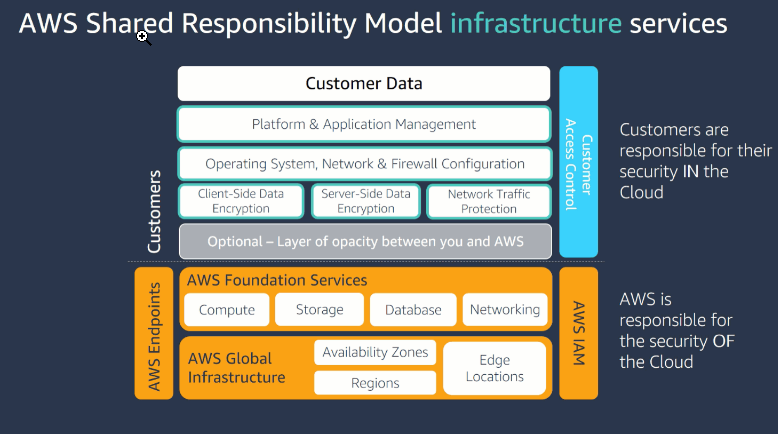 AWS Shared Responsibility Model infrastructure services
Customer Data
Platform & Application Management
Operating System, Network & Firewall Configuration
Client-Side Data
Encryption
Server-Side Data
Encryption
Network Traffic
Protection
Optional – Layer of opacity between you and AWS
Customers
Customer
Access Control
Customers are
responsible for their
security IN the
Cloud
AWS Endpoints
AWS Foundation Services
Compute
Storage
Database
Networking
AWS Global
Infrastructure
Availability Zones
Regions
Edge
Locations
AWS IAM
AWS is
responsible for
the security OF
the Cloud